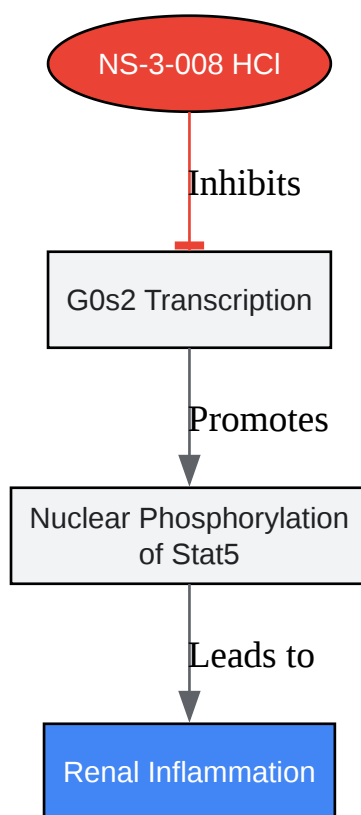 NS-3-008 HCl
Inhibits
G0s2 Transcription
Promotes
Nuclear Phosphorylation
of Stat5
Leads to
Renal Inflammation